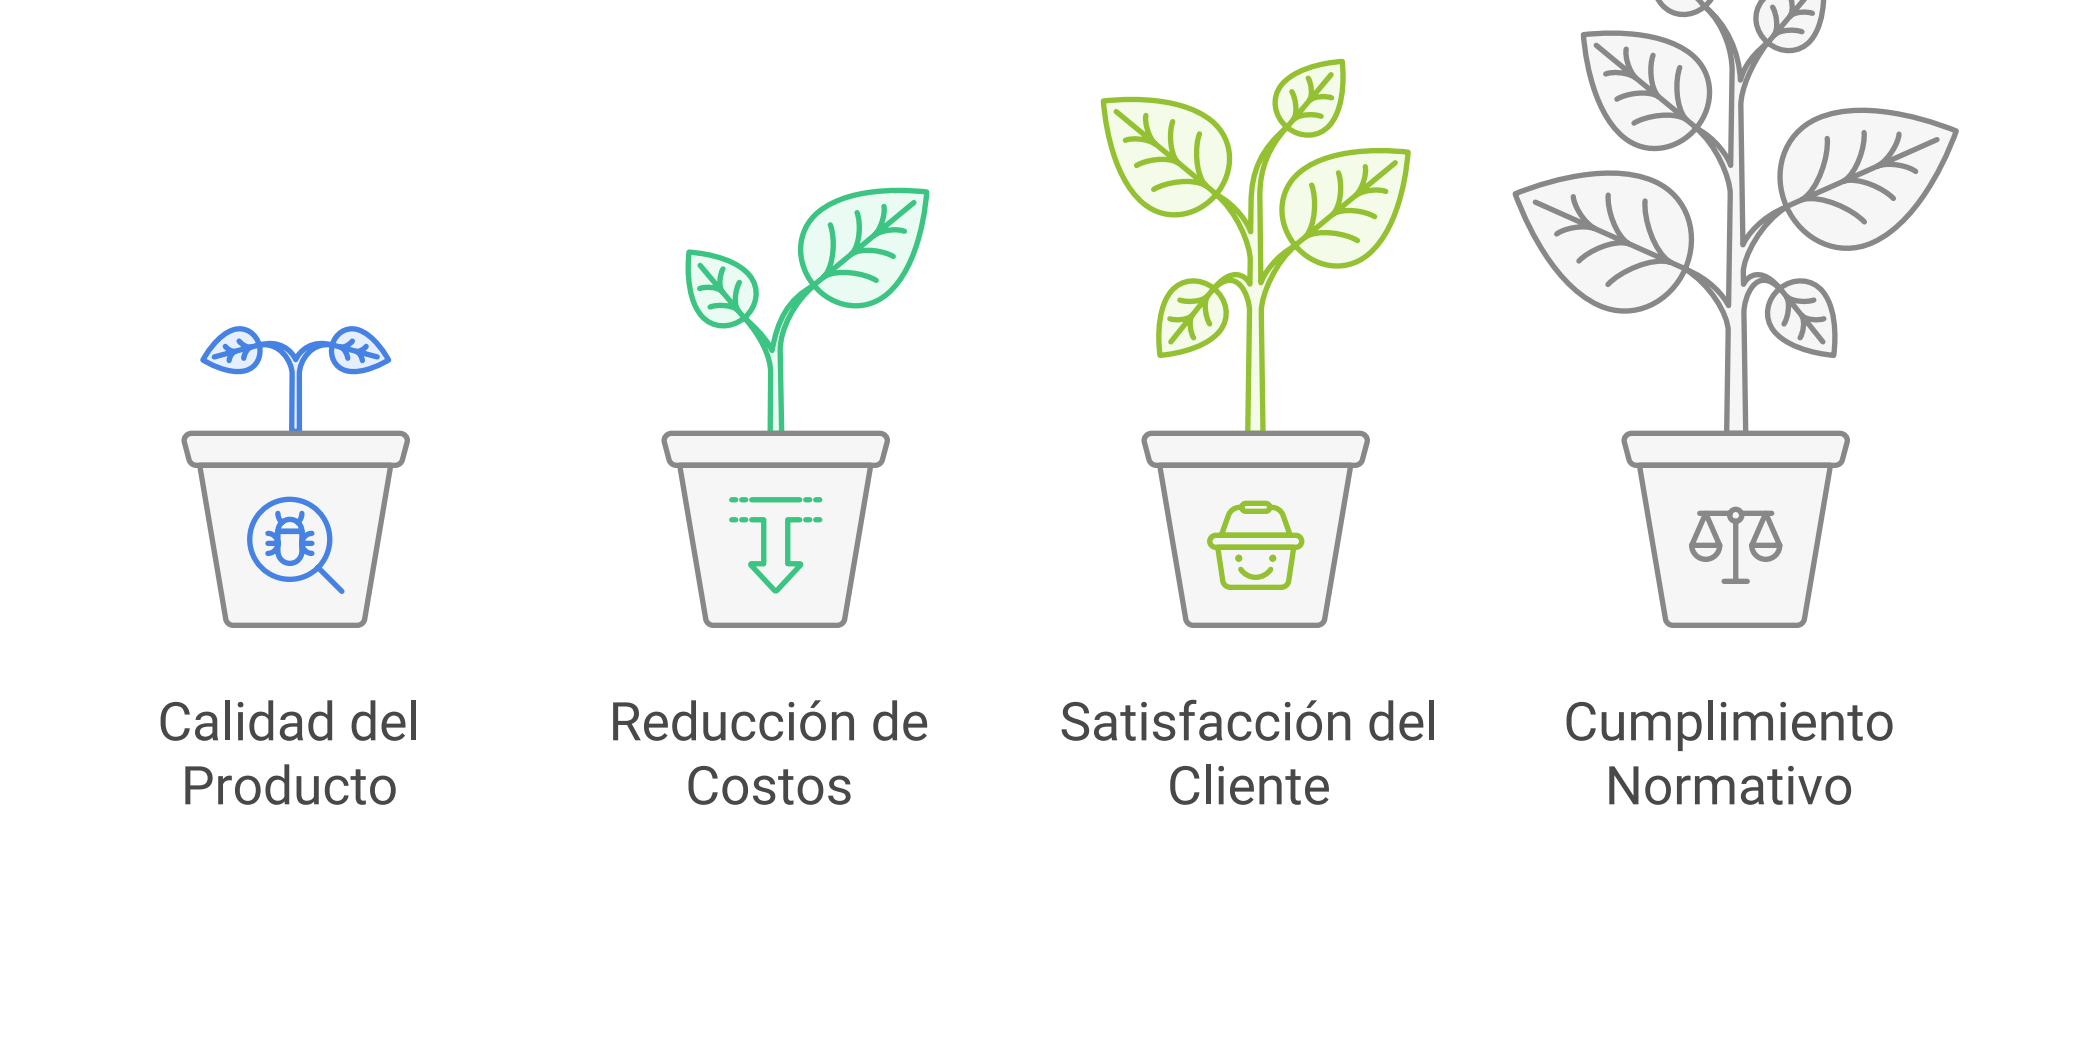 Calidad del
Producto
Reducción de
Costos
Satisfacción del
Cliente
Cumplimiento
Normativo